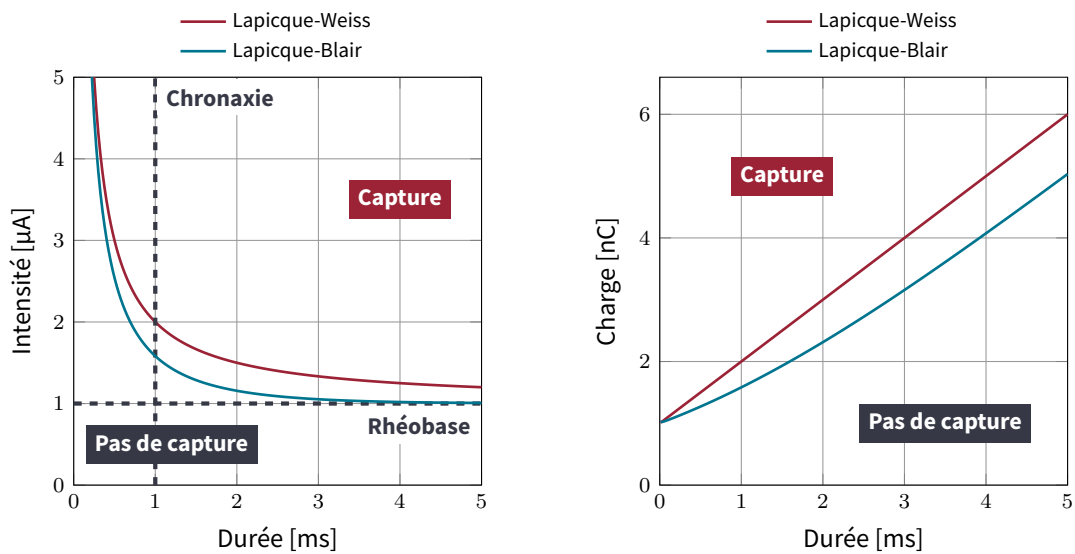 Lapicque-Weiss
Lapicque-Blair
5
4
3
2
1
0
Intensité [µA]
Chronaxie
Capture
Rhéobase
Pas de capture
0 1 2 3 4 5
Durée [ms]
Lapicque-Weiss
Lapicque-Blair
6
4
2
0
Charge [nC]
Capture
Pas de capture
0 1 2 3 4 5
Durée [ms]